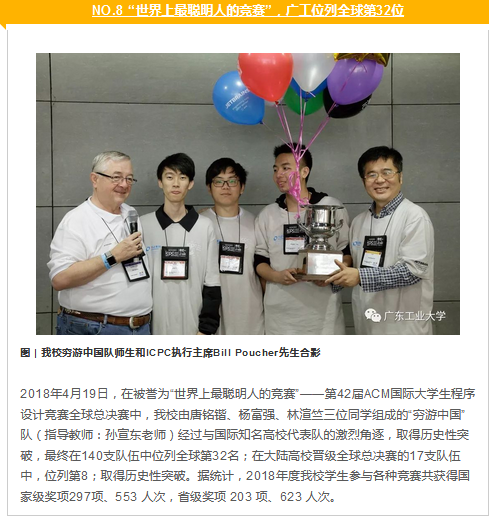 NO.8 “世界上最聪明人的竞赛”，广工位列全球第32位
JETBRAINS
广东工业大学
图 | 我校穷游中国队师生和ICPC执行主席Bill Poucher先生合影
2018年4月19日，在被誉为“世界上最聪明人的竞赛”——第42届ACM国际大学生程序
设计竞赛全球总决赛中，我校由唐铭锴、杨富强、林渲竺三位同学组成的“穷游中国”
队（指导教师：孙宣东老师）经过与国际知名高校代表队的激烈角逐，取得历史性突
破，最终在140支队伍中位列全球第32名；在大陆高校晋级全球总决赛的17支队伍
中，位列第8；取得历史性突破。据统计，2018年度我校学生参与各种竞赛共获得国
家级奖项297项、553 人次，省级奖项 203 项、623 人次。